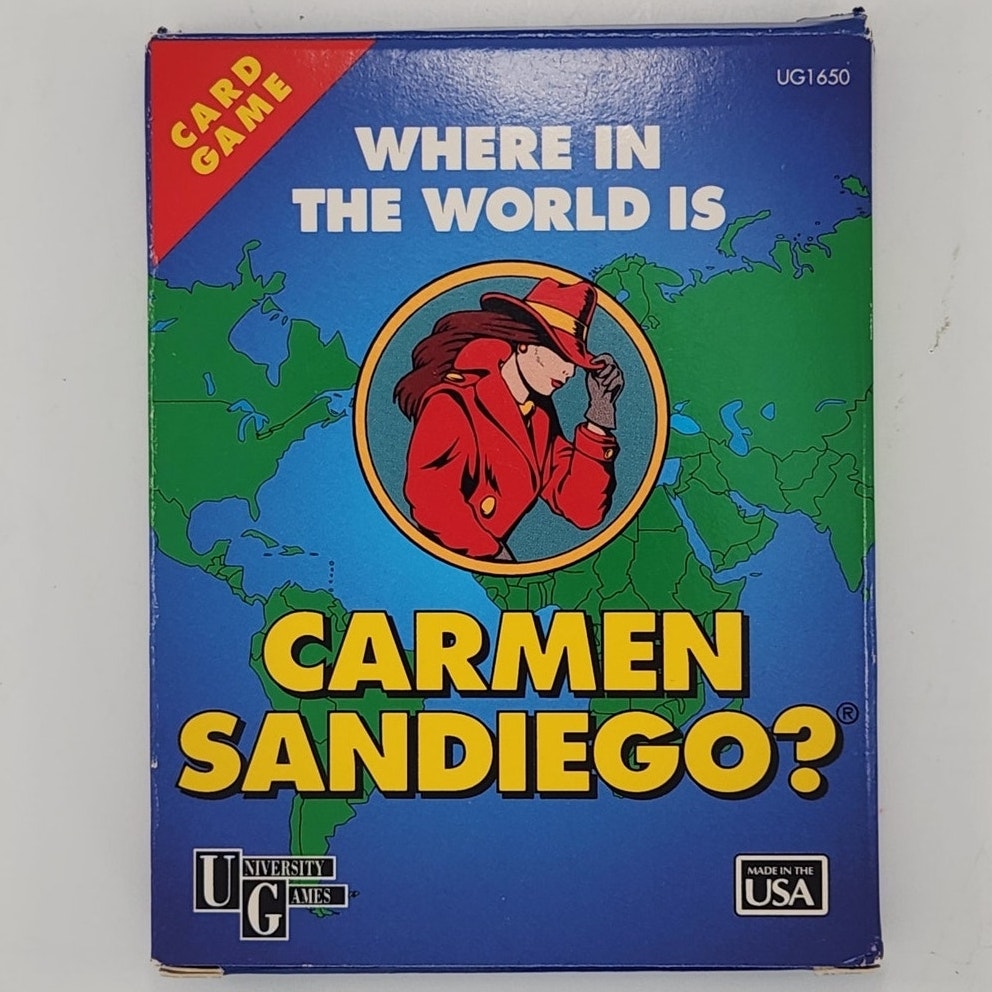 CARD
GAME
UG1650
WHERE IN
THE WORLD IS
CARMEN
SANDIEGO?®
UNIVERSITY
GAMES
MADE IN THE
USA